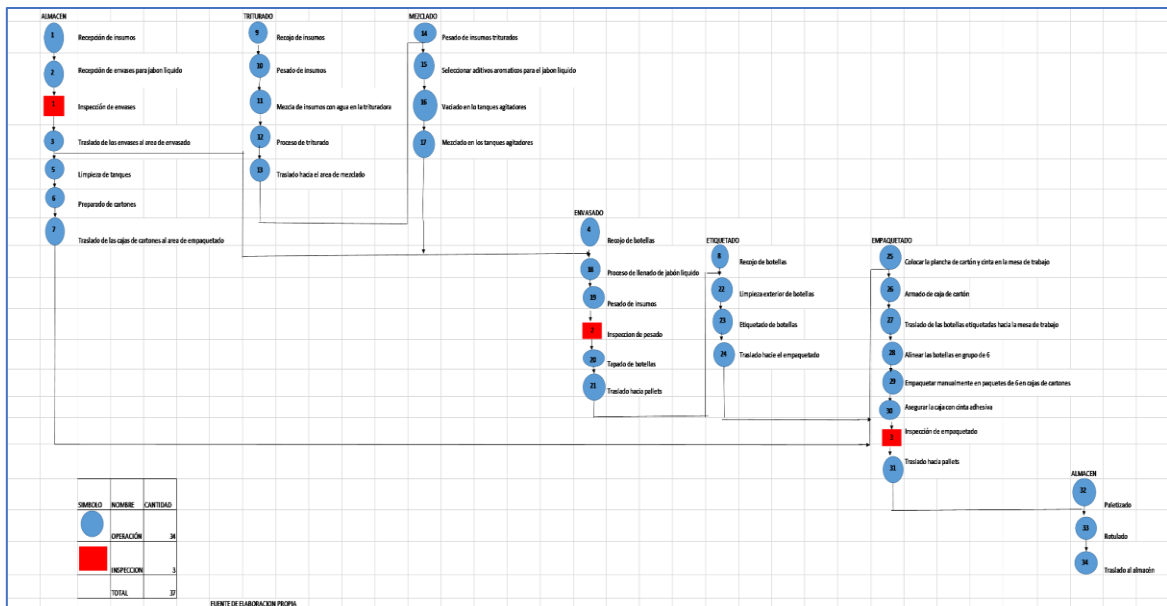 ALMACEN
1 Recepción de insumos
2 Recepción de envases para jabon liquido
1 Inspección de envases
3 Traslado de los envases al area de envasado
5 Limpieza de tanques
6 Preparado de cartones
7 Traslado de las cajas de cartones al area de empaquetado
TRITURADO
9 Recojo de insumos
10 Pesado de insumos
11 Mezcla de insumos con agua en la trituradora
12 Proceso de triturado
13 Traslado hacia el area de mezclado
MEZCLADO
14 Pesado de insumos triturados
15 Seleccionar aditivos aromaticos para el jabon liquido
16 Vaciado en lo tanques agitadores
17 Mezclado en los tanques agitadores
ENVASADO
4 Recojo de botellas
18 Proceso de llenado de jabón liquido
19 Pesado de insumos
2 Inspeccion de pesado
20 Tapado de botellas
21 Traslado hacia pallets
ETIQUETADO
8 Recojo de botellas
22 Limpieza exterior de botellas
23 Etiquetado de botellas
24 Traslado hacie el empaquetado
EMPAQUETADO
25 Colocar la plancha de cartón y cinta en la mesa de trabajo
26 Armado de caja de cartón
27 Traslado de las botellas etiquetadas hacia la mesa de trabajo
28 Alinear las botellas en grupo de 6
29 Empaquetar manualmente en paquetes de 6 en cajas de cartones
30 Asegurar la caja con cinta adhesiva
3 Inspección de empaquetado
31 Traslado hacia pallets
ALMACEN
32 Paletizado
33 Rotulado
34 Traslado al almacén
SIMBOLO NOMBRE CANTIDAD
OPERACIÓN 34
INSPECCION 3
TOTAL 37
FUENTE DE ELABORACION PROPIA